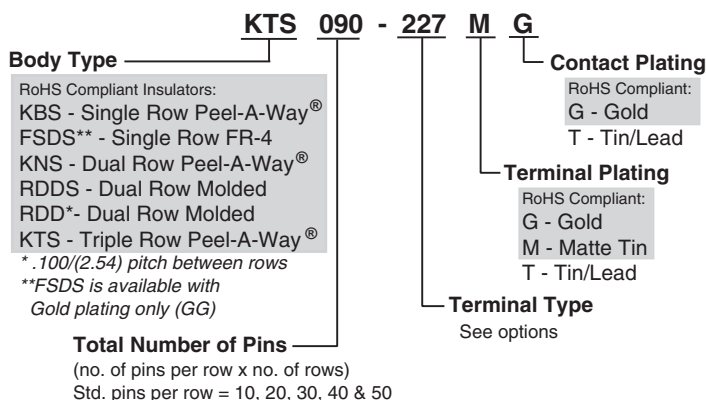 KTS 090 - 227 M G
Body Type
RoHS Compliant Insulators:
KBS - Single Row Peel-A-Way®
FSDS** - Single Row FR-4
KNS - Dual Row Peel-A-Way®
RDDS - Dual Row Molded
RDD*- Dual Row Molded
KTS - Triple Row Peel-A-Way®
* .100/(2.54) pitch between rows
**FSDS is available with
Gold plating only (GG)
Total Number of Pins
(no. of pins per row x no. of rows)
Std. pins per row = 10, 20, 30, 40 & 50
Contact Plating
RoHS Compliant:
G - Gold
T - Tin/Lead
Terminal Plating
RoHS Compliant:
G - Gold
M - Matte Tin
T - Tin/Lead
Terminal Type
See options